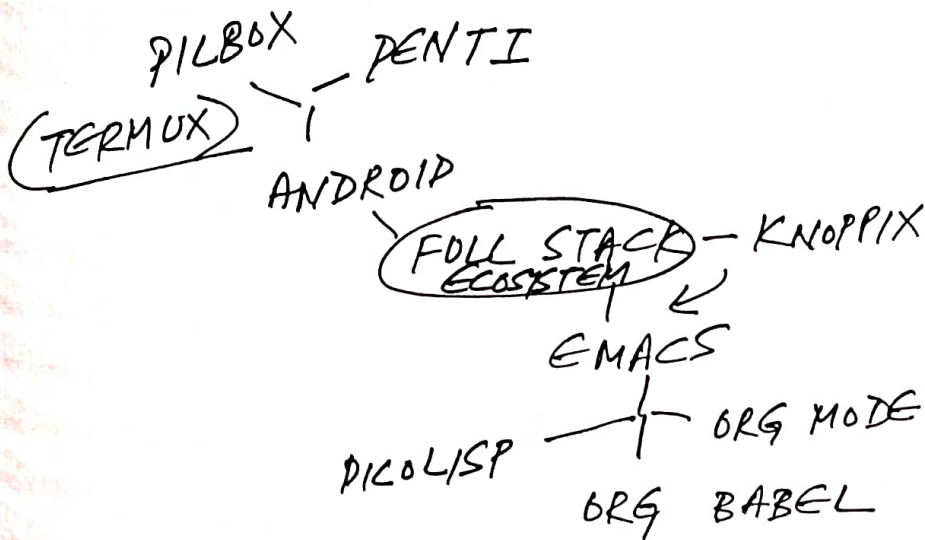 PILBOX
PENTI
(TERMUX)
ANDROID
FULL STACK
ECOSYSTEM
KNOPPIX
EMACS
ORG MODE
PICOLISP
ORG BABEL